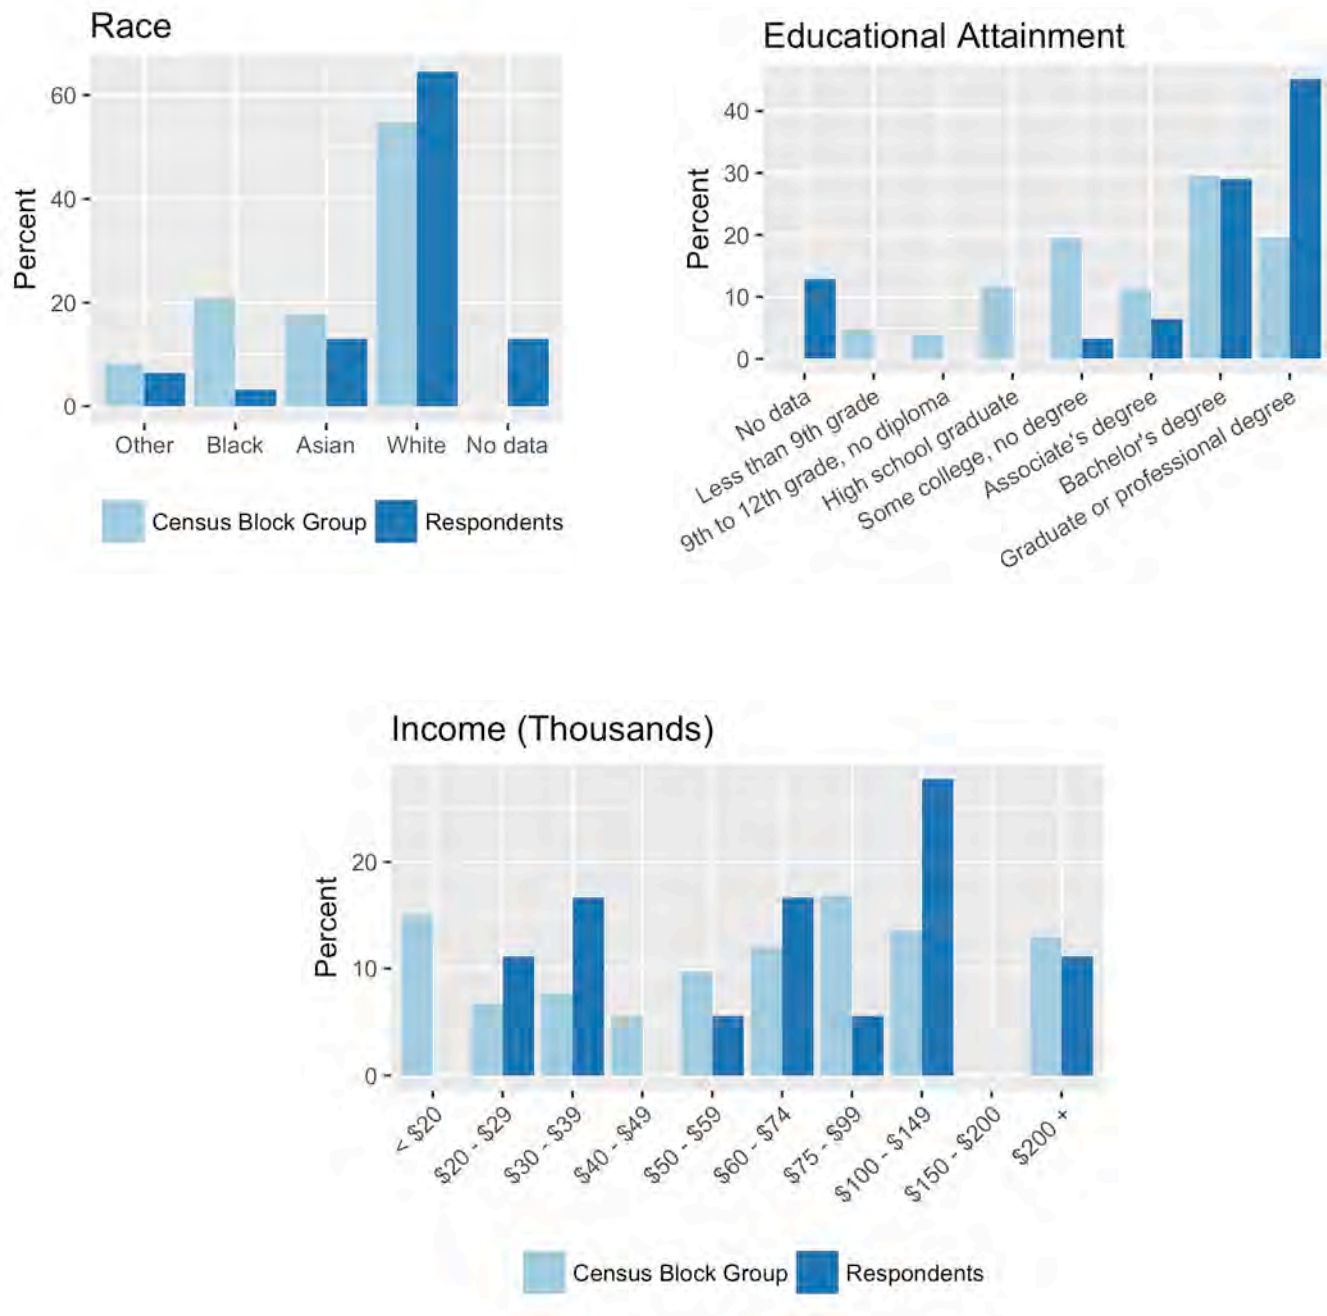 Race
Percent
60
40
20
0
Other Black Asian White No data
Census Block Group Respondents
Educational Attainment
Percent
40
30
20
10
0
No data
Less than 9th grade
9th to 12th grade, no diploma
High school graduate
Some college, no degree
Associate's degree
Bachelor's degree
Graduate or professional degree
Income (Thousands)
Percent
20
10
0
< $20
$20 - $29
$30 - $39
$40 - $49
$50 - $59
$60 - $74
$75 - $99
$100 - $149
$150 - $200
$200 +
Census Block Group Respondents